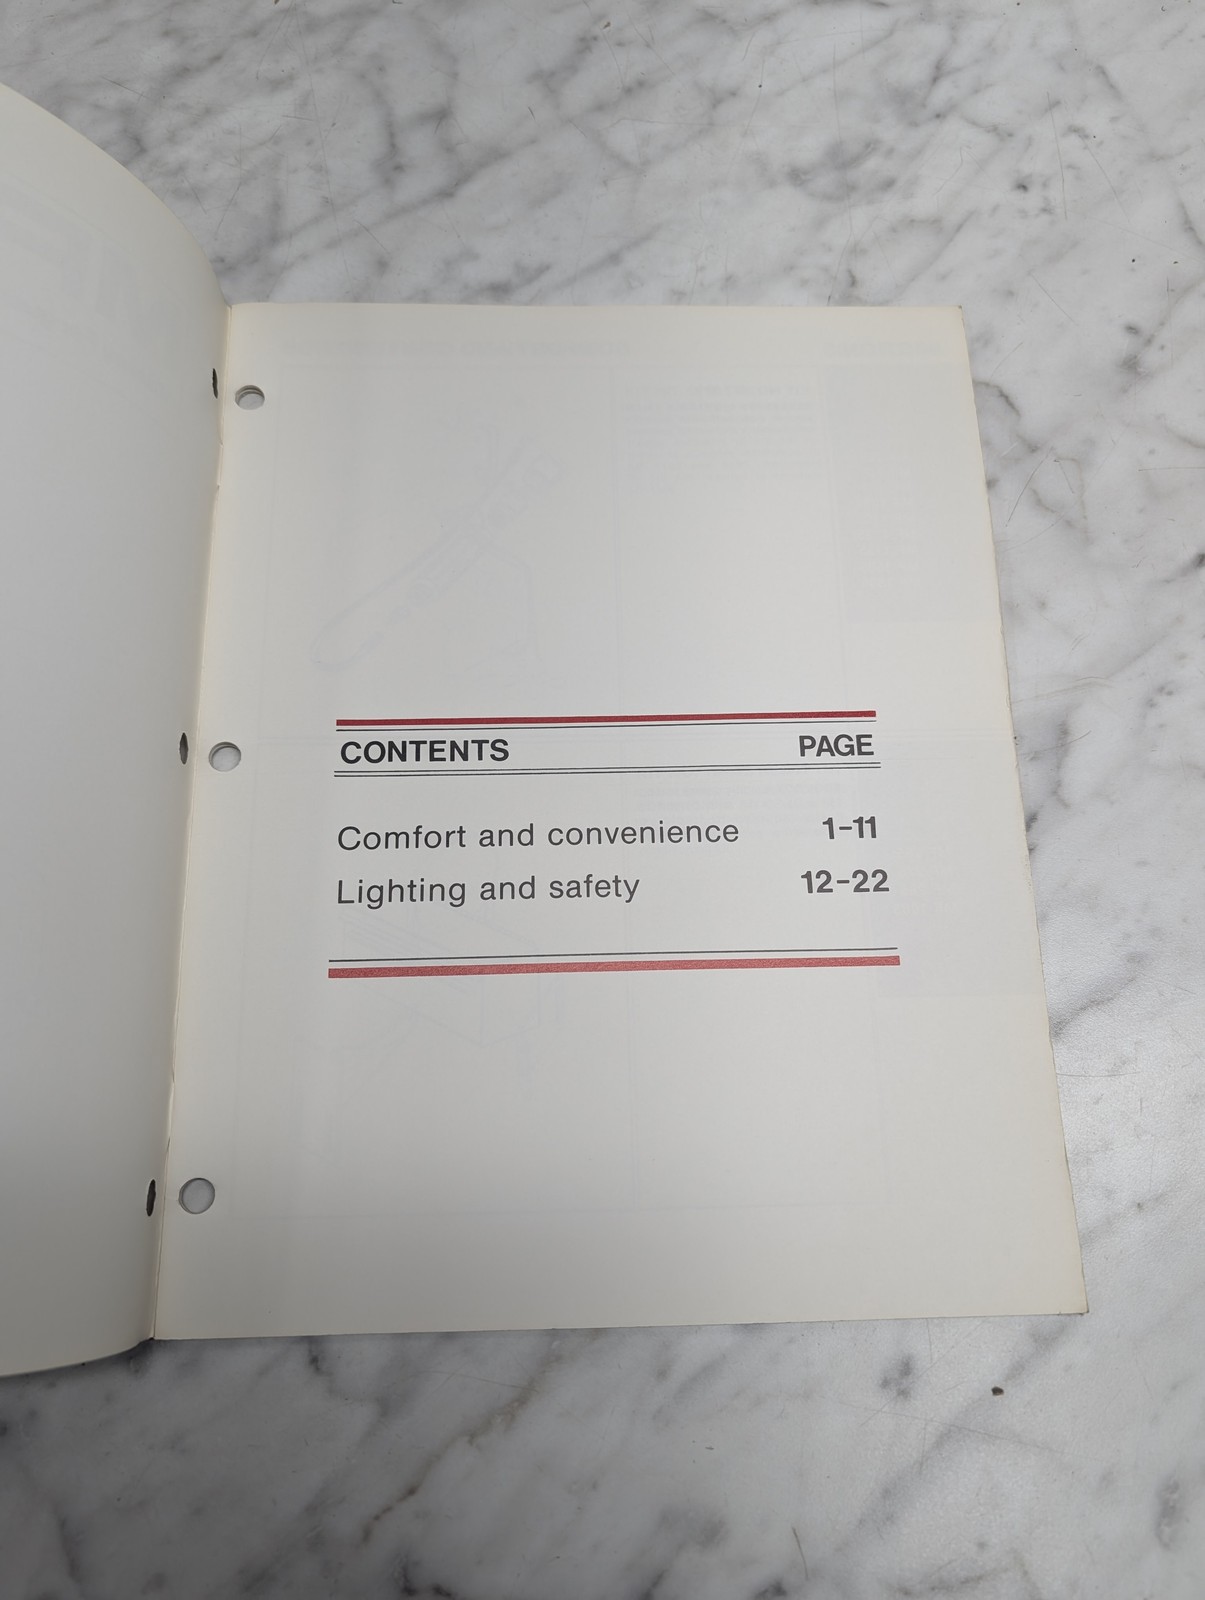 CONTENTS PAGE
Comfort and convenience 1-11
Lighting and safety 12-22